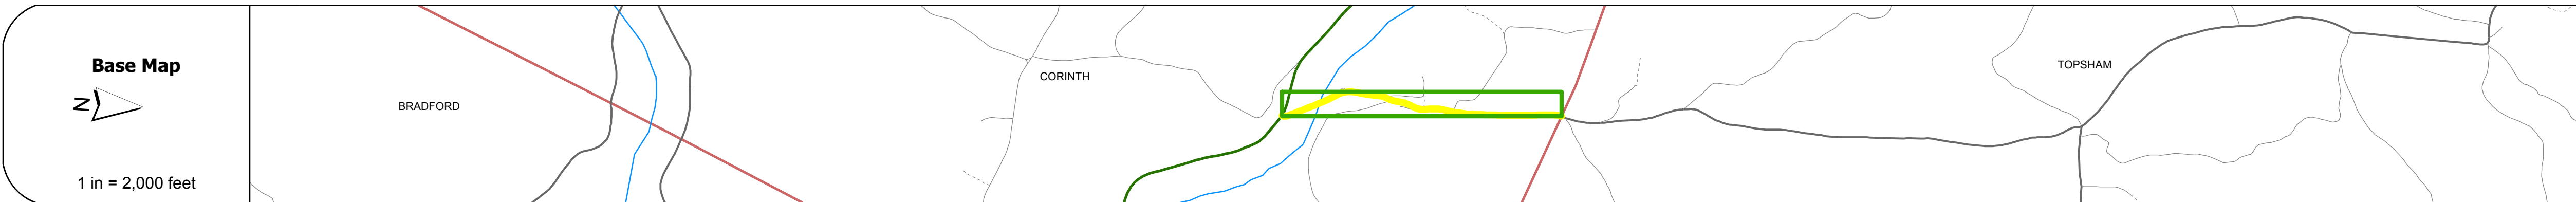 Base Map
N
1 in = 2,000 feet
BRADFORD
CORINTH
TOPSHAM